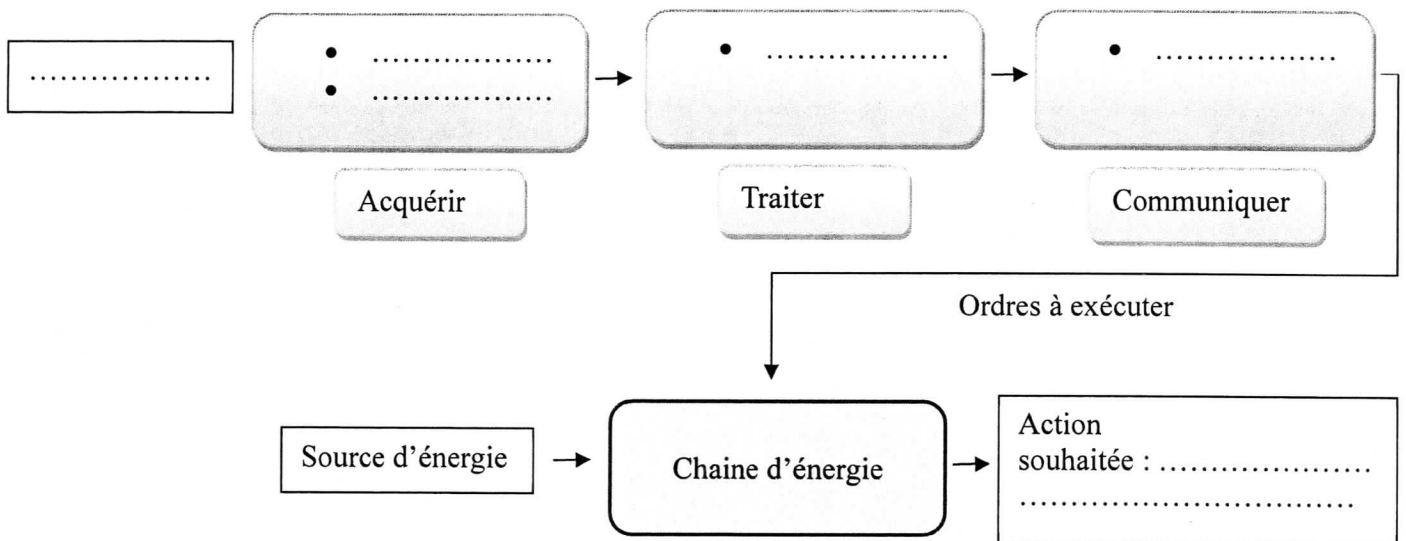 ..................
• ..................
• ..................
• ..................
• ..................
Acquérir
Traiter
Communiquer
Ordres à exécuter
Source d'énergie
Chaine d'énergie
Action
souhaitée : .....................
.................................